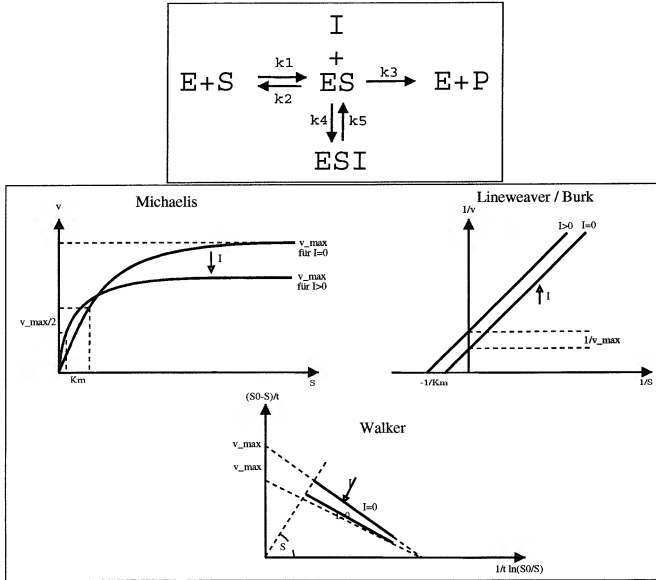 I
+
k1
E+S ES k3 E+P
k2
k4 k5
ESI
Michaelis
v
v_max
für I=0
I
v_max
für I>0
v_max/2
Km
S
Lineweaver / Burk
1/v
I>0 I=0
I
1/v_max
-1/Km
1/S
(S0-S)/t
Walker
v_max
v_max
I
I=0
S
1/t ln(S0/S)